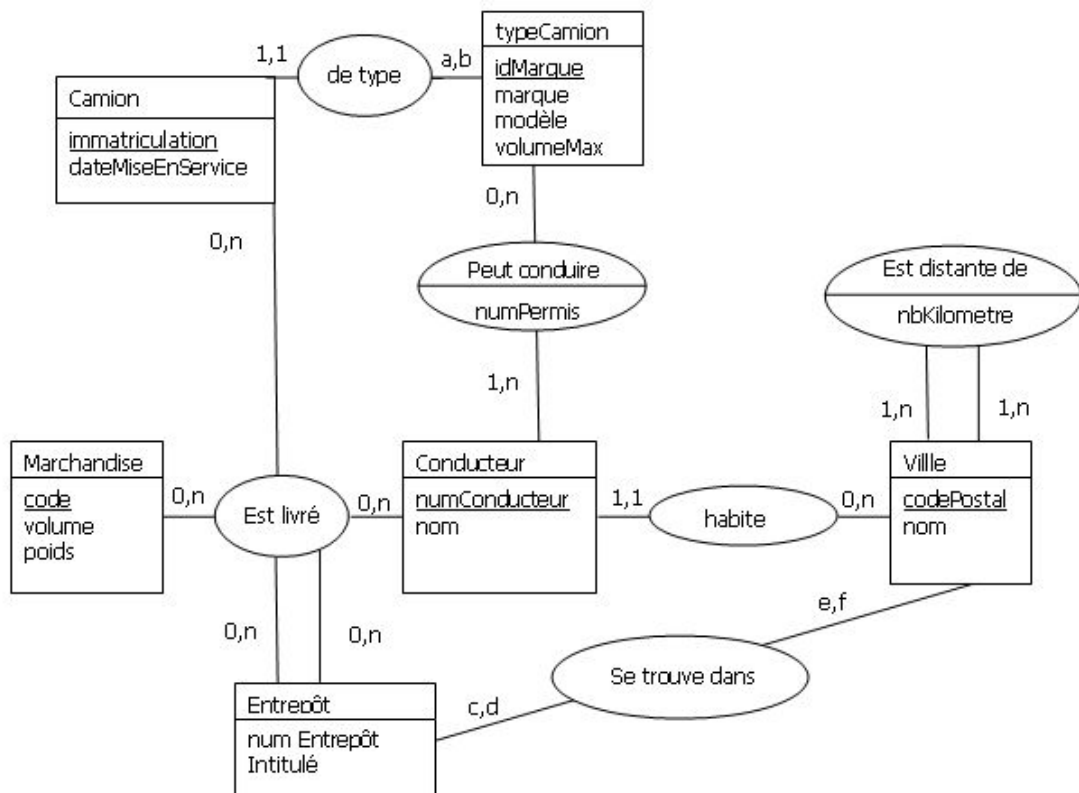 typeCamion
idMarque
marque
modèle
volumeMax
1,1
de type
a,b
Camion
immatriculation
dateMiseEnService
0,n
0,n
Peut conduire
numPermis
Est distante de
nbKilometre
1,n
1,n
1,n
Marchandise
code
volume
poids
0,n
Est livré
0,n
Conducteur
numConducteur
nom
1,1
habite
0,n
Villle
codePostal
nom
0,n
0,n
e,f
Se trouve dans
c,d
Entrepôt
num Entrepôt
Intitulé